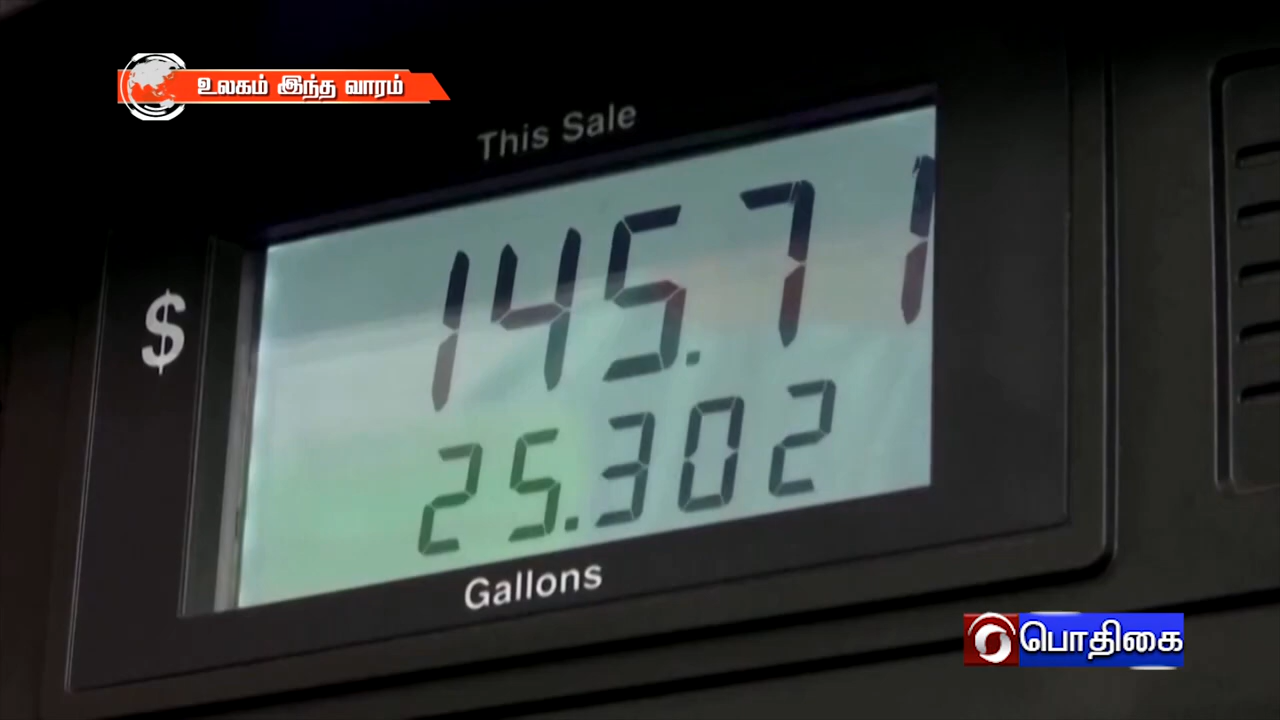 உலகம் இந்த வாரம்
This Sale
$
145.71
25.302
Gallons
பொதிகை